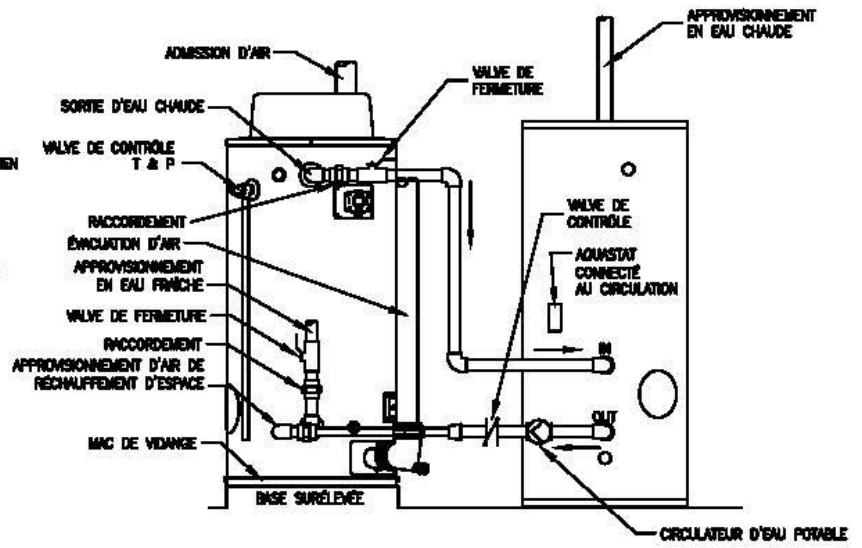 ADMISSION D'AIR
SORTIE D'EAU CHAUDE
VALVE DE CONTRÔLE
T & P
IEN
RACCORDEMENT
ÉVACUATION D'AIR
APPROVISIONNEMENT
EN EAU FRAÎCHE
VALVE DE FERMETURE
RACCORDEMENT
APPROVISIONNEMENT D'AIR DE
RÉCHAUFFEMENT D'ESPACE
MAC DE VIDANGE
BASE SURÉLEVÉE
VALVE DE
FERMETURE
APPROVISIONNEMENT
EN EAU CHAUDE
VALVE DE
CONTRÔLE
AQUASTAT
CONNECTÉ
AU CIRCULATION
IN
OUT
CIRCULATEUR D'EAU POTABLE